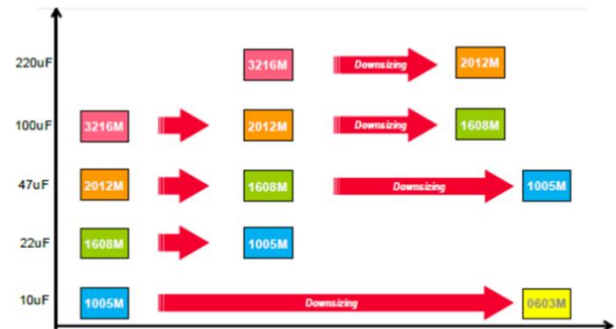 220uF 3216M Downsizing 2012M
100uF 3216M 2012M Downsizing 1608M
47uF 2012M 1608M Downsizing 1005M
22uF 1608M 1005M
10uF 1005M Downsizing 0603M